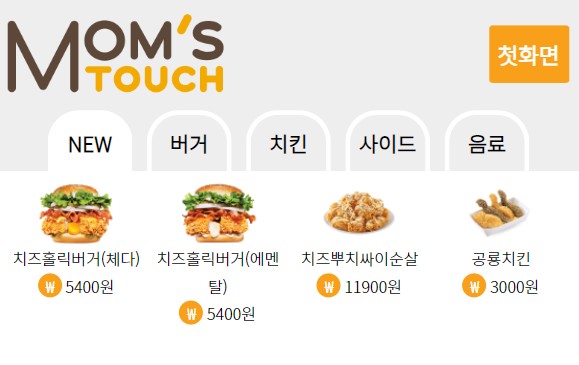 MOM'S
TOUCH
첫화면
NEW
버거
치킨
사이드
음료
치즈홀릭버거(체다)
₩ 5400원
치즈홀릭버거(에멘
탈)
₩ 5400원
치즈뿌치싸이순살
₩ 11900원
공룡치킨
₩ 3000원